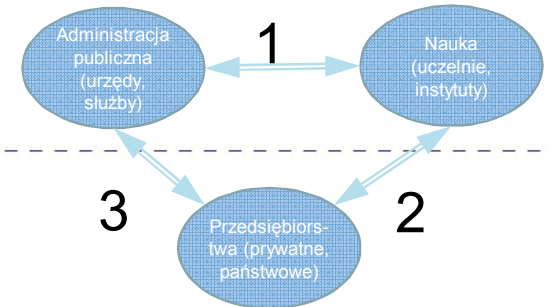 Administracja
publiczna
(urzędy,
służby)
1
Nauka
(uczelnie,
instytuty)
3
2
Przedsiębiors-
twa (prywatne,
państwowe)